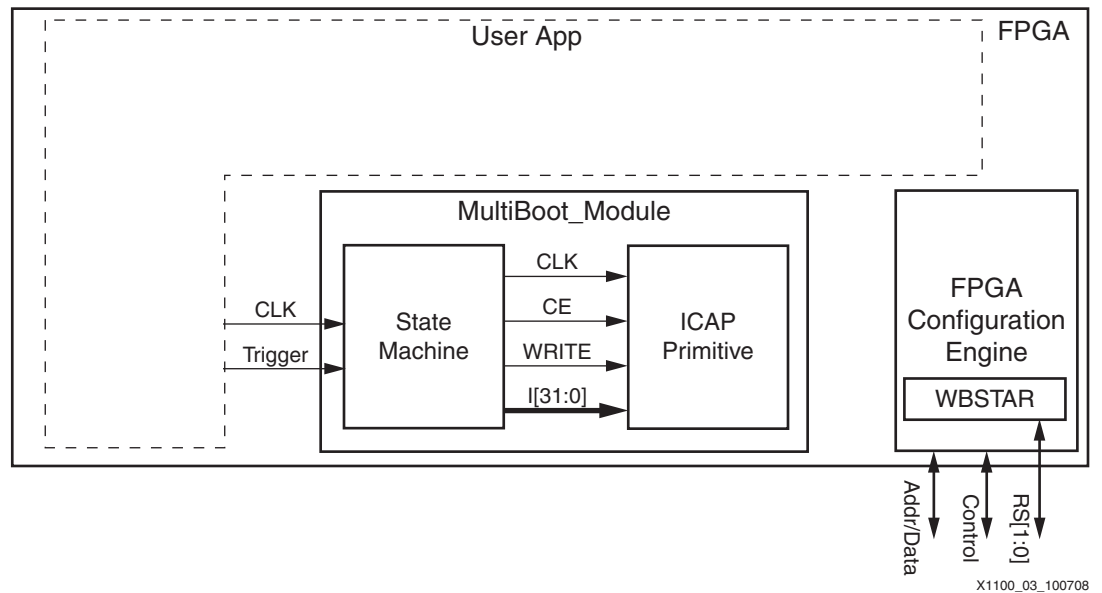 User App
FPGA
MultiBoot_Module
CLK
Trigger
State
Machine
CLK
CE
WRITE
I[31:0]
ICAP
Primitive
FPGA
Configuration
Engine
WBSTAR
Addr/Data
Control
RS[1:0]
X1100_03_100708